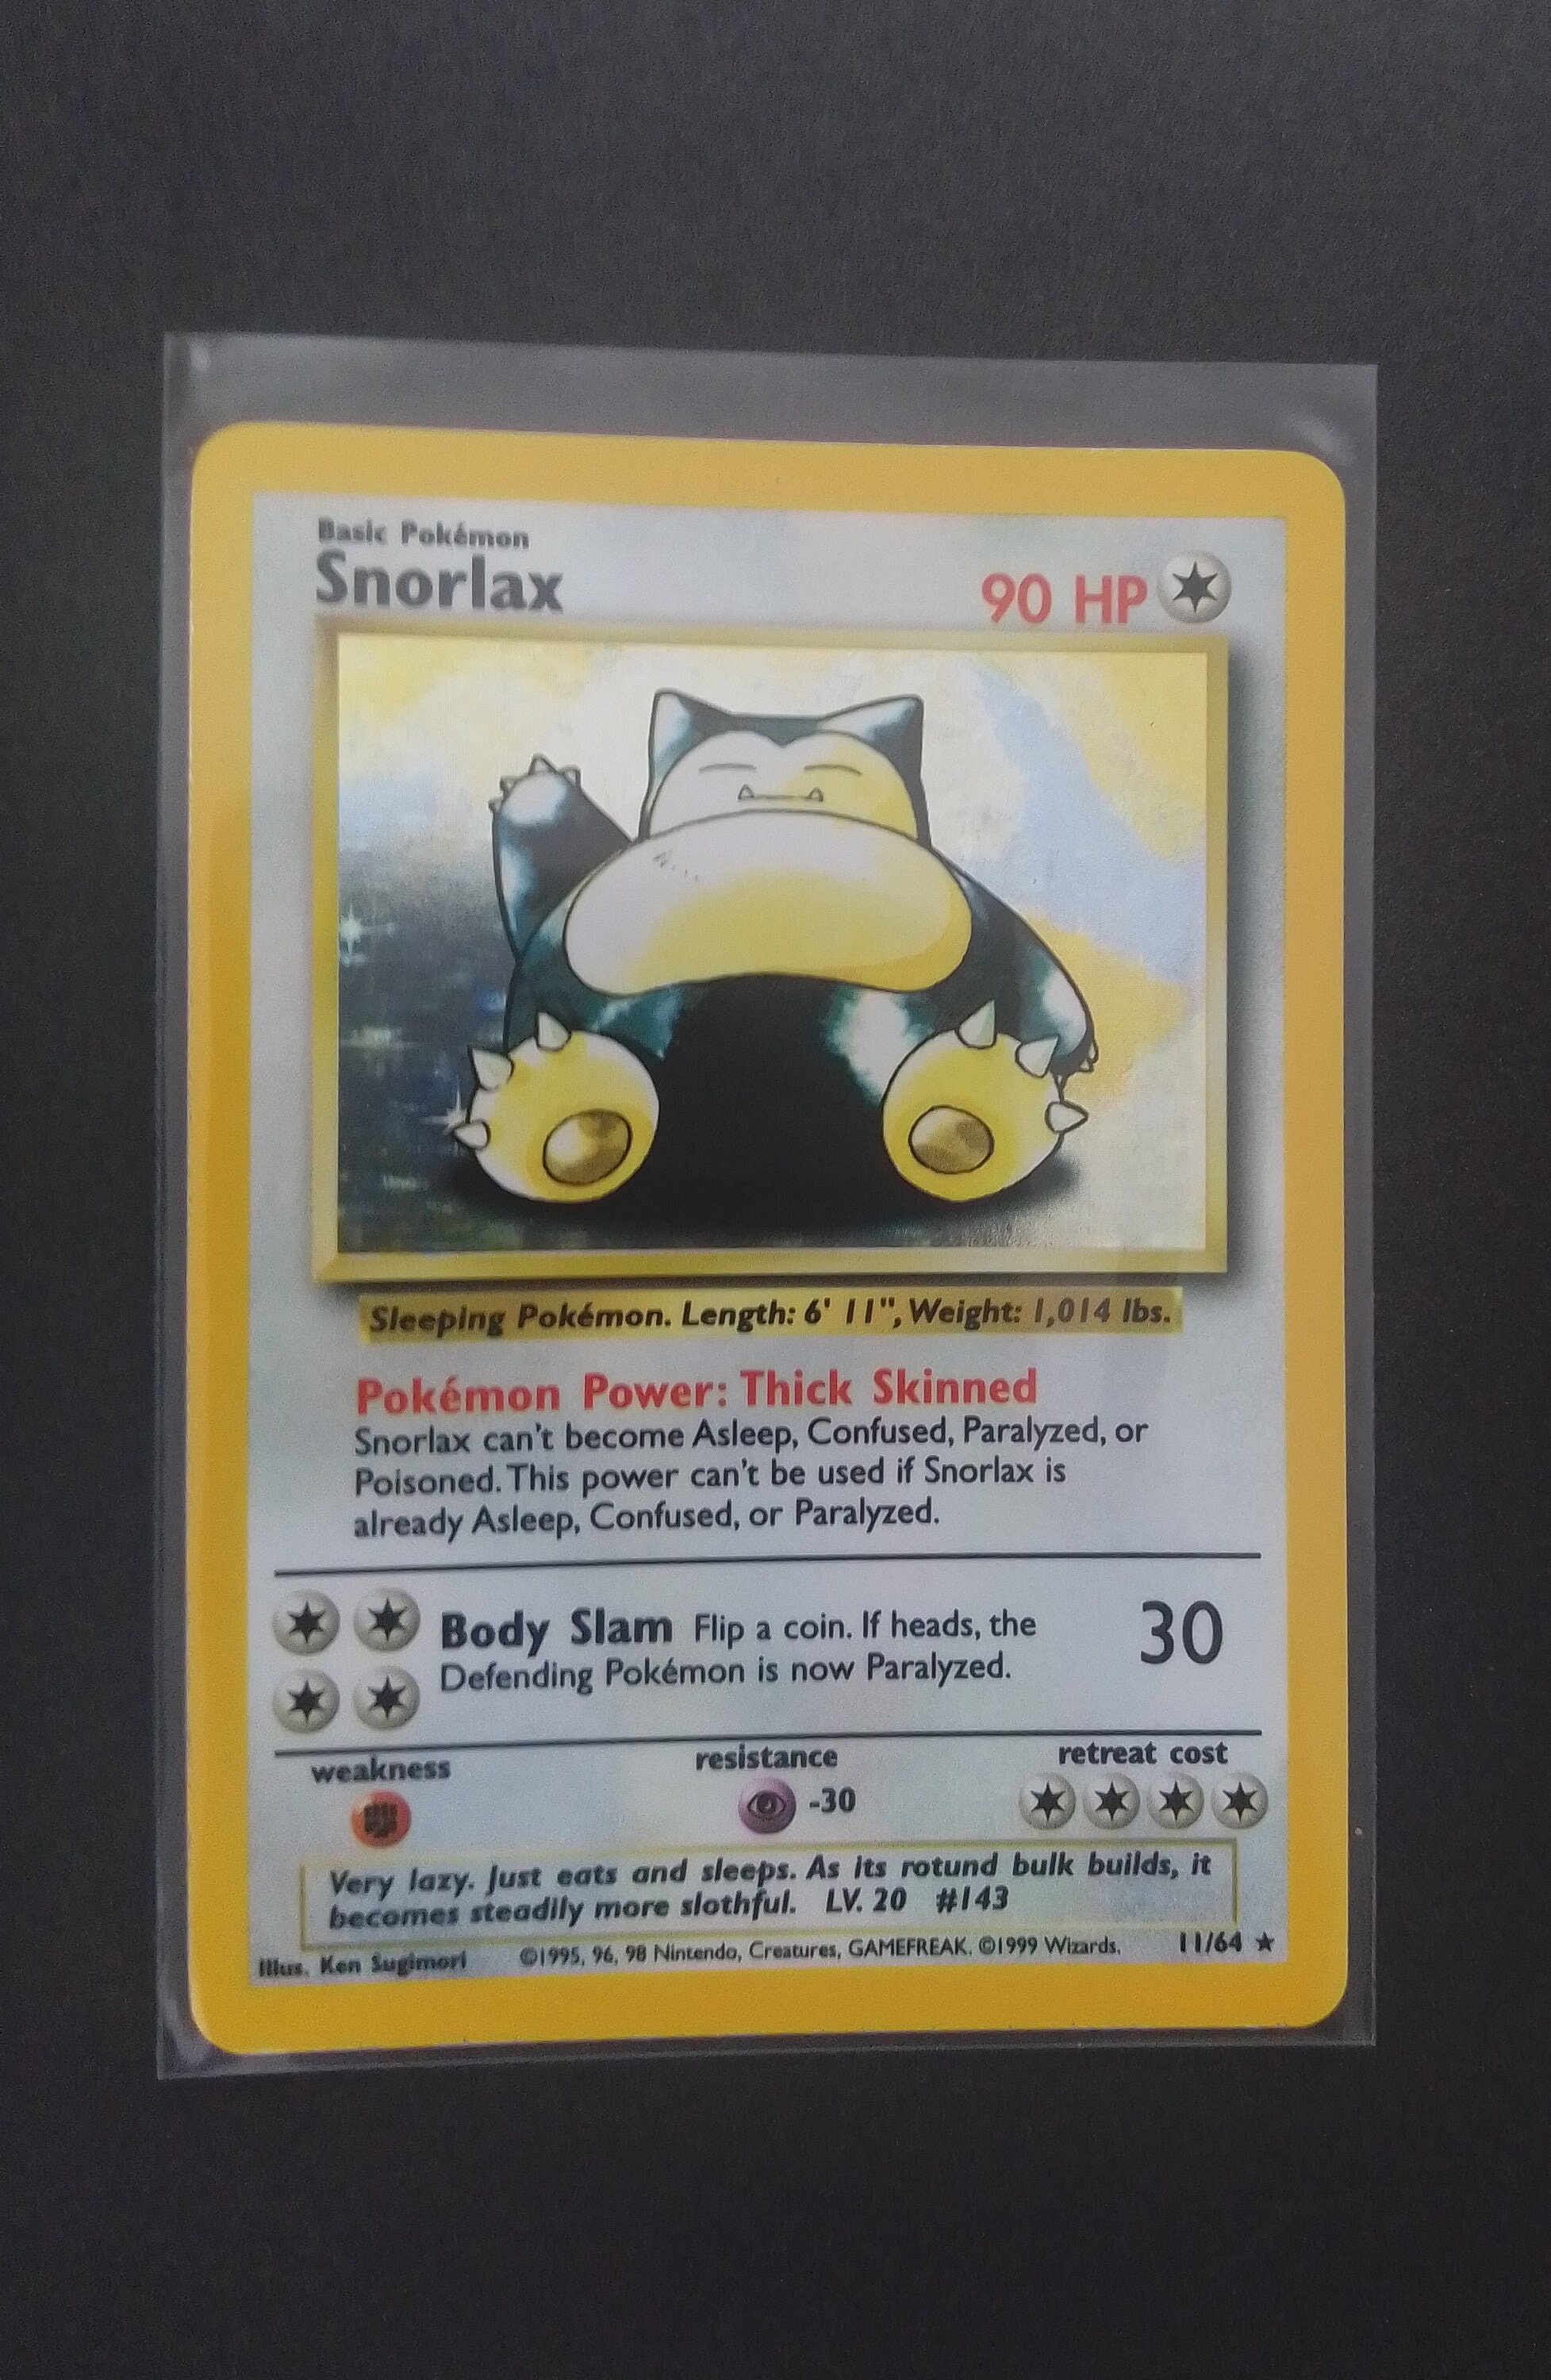 Basic Pokémon
Snorlax
90 HP
Sleeping Pokémon. Length: 6' 11", Weight: 1,014 lbs.
Pokémon Power: Thick Skinned
Snorlax can't become Asleep, Confused, Paralyzed, or
Poisoned. This power can't be used if Snorlax is
already Asleep, Confused, or Paralyzed.
Body Slam Flip a coin. If heads, the
Defending Pokémon is now Paralyzed.
30
weakness
resistance
retreat cost
-30
Very lazy. Just eats and sleeps. As its rotund bulk builds, it
becomes steadily more slothful. LV. 20 #143
Illus. Ken Sugimori ©1995, 96, 98 Nintendo, Creatures, GAMEFREAK. ©1999 Wizards. 11/64 ★